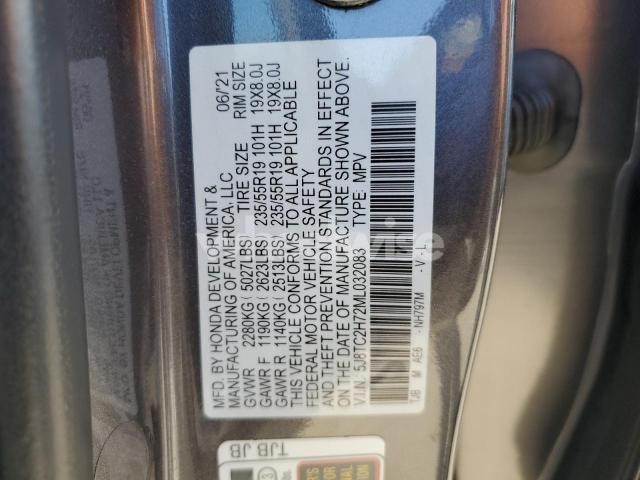 MFD. BY HONDA DEVELOPMENT & 06/'21
MANUFACTURING OF AMERICA, LLC
TIRE SIZE RIM SIZE
GVWR 2280KG( 5027LBS)
GAWR F 1190KG( 2623LBS) 235/55R19 101H 19X8.0J
GAWR R 1140KG( 2513LBS) 235/55R19 101H 19X8.0J
THIS VEHICLE CONFORMS TO ALL APPLICABLE
FEDERAL MOTOR VEHICLE SAFETY
AND THEFT PREVENTION STANDARDS IN EFFECT
ON THE DATE OF MANUFACTURE SHOWN ABOVE.
V.I.N.: 5J8TC2H72ML032083 TYPE: MPV
TJB M AE6 NH797M - V - L -
TJB JB